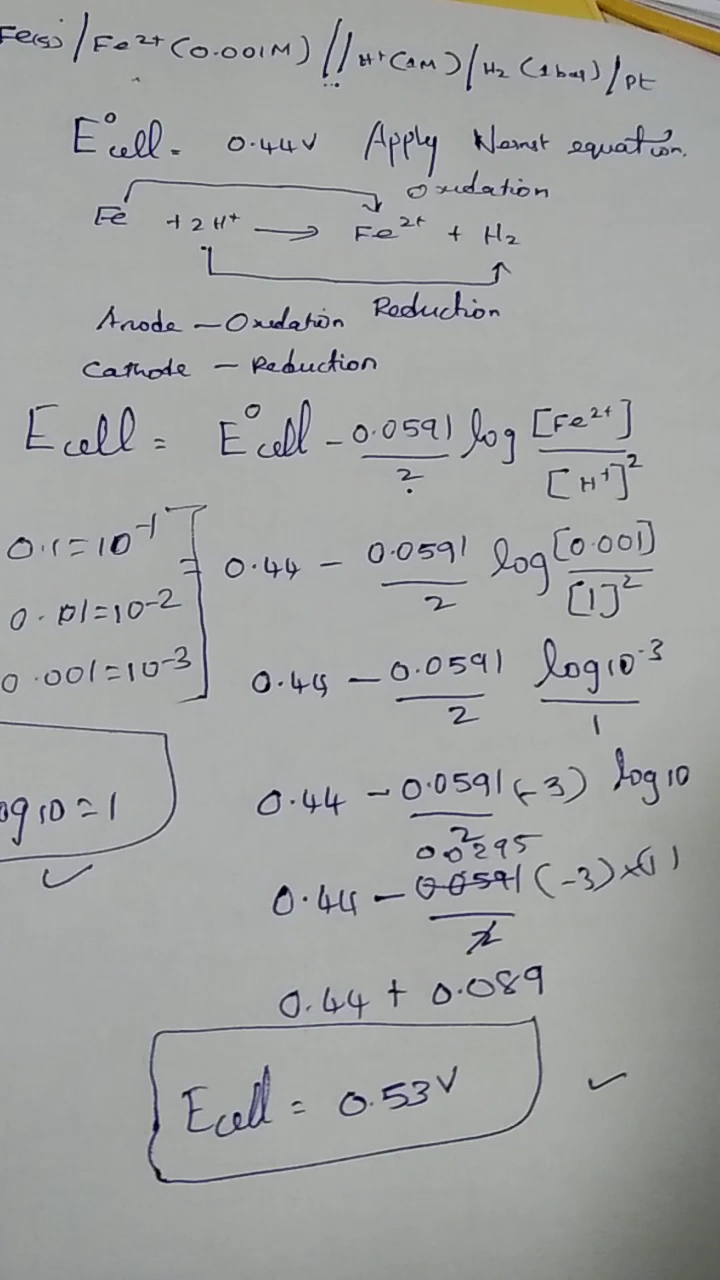 Fe(s) / Fe²⁺ (0.001M) // H⁺(1M) / H₂ (1 bar) / Pt
E°cell = 0.44V Apply Nernst equation.
Oxidation
Fe + 2H⁺ → Fe²⁺ + H₂
Reduction
Anode – Oxidation
Cathode – Reduction
Ecell = E°cell – 0.0591/2 log [Fe²⁺]/[H⁺]²
0.1 = 10⁻¹
0.01 = 10⁻²
0.001 = 10⁻³
= 0.44 – 0.0591/2 log [0.001]/[1]²
0.44 – 0.0591/2 log10⁻³/1
log 10 = 1
0.44 – 0.0591/2 (-3) log 10
0.0295
0.44 – 0.0591/2 (-3)×(1)
0.44 + 0.089
Ecell = 0.53V